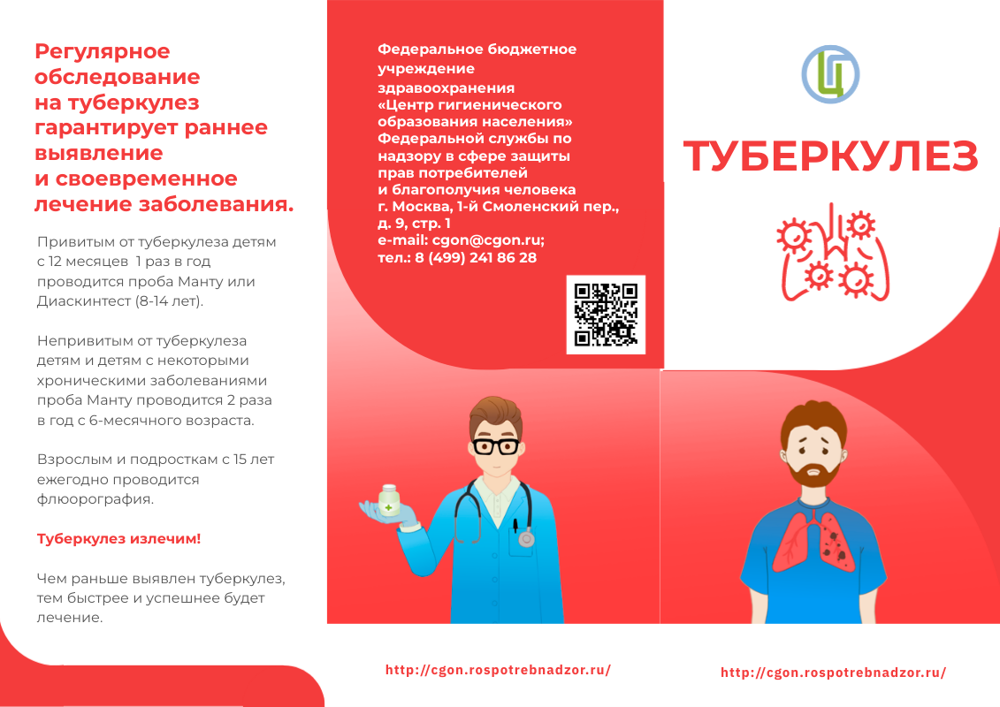 Регулярное
обследование
на туберкулез
гарантирует раннее
выявление
и своевременное
лечение заболевания.
Привитым от туберкулеза детям
с 12 месяцев 1 раз в год
проводится проба Манту или
Диаскинтест (8-14 лет).
Непривитым от туберкулеза
детям и детям с некоторыми
хроническими заболеваниями
проба Манту проводится 2 раза
в год с 6-месячного возраста.
Взрослым и подросткам с 15 лет
ежегодно проводится
флюорография.
Туберкулез излечим!
Чем раньше выявлен туберкулез,
тем быстрее и успешнее будет
лечение.
Федеральное бюджетное
учреждение
здравоохранения
«Центр гигиенического
образования населения»
Федеральной службы по
надзору в сфере защиты
прав потребителей
и благополучия человека
г. Москва, 1-й Смоленский пер.,
д. 9, стр. 1
e-mail: cgon@cgon.ru;
тел.: 8 (499) 241 86 28
http://cgon.rospotrebnadzor.ru/
ТУБЕРКУЛЕЗ
http://cgon.rospotrebnadzor.ru/